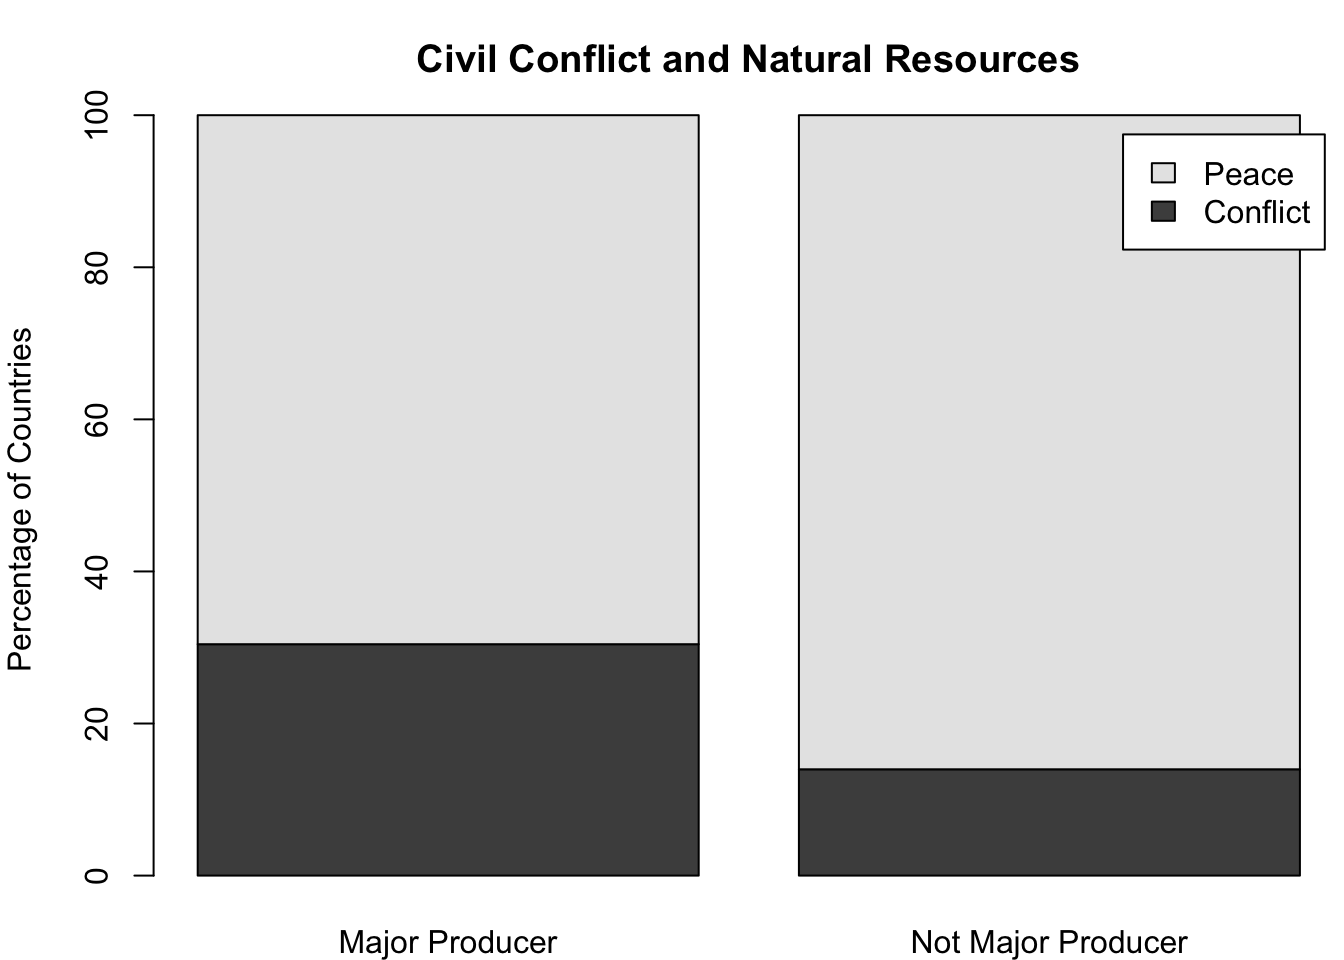 Civil Conflict and Natural Resources
Percentage of Countries
100
80
60
40
20
0
Peace
Conflict
Major Producer
Not Major Producer